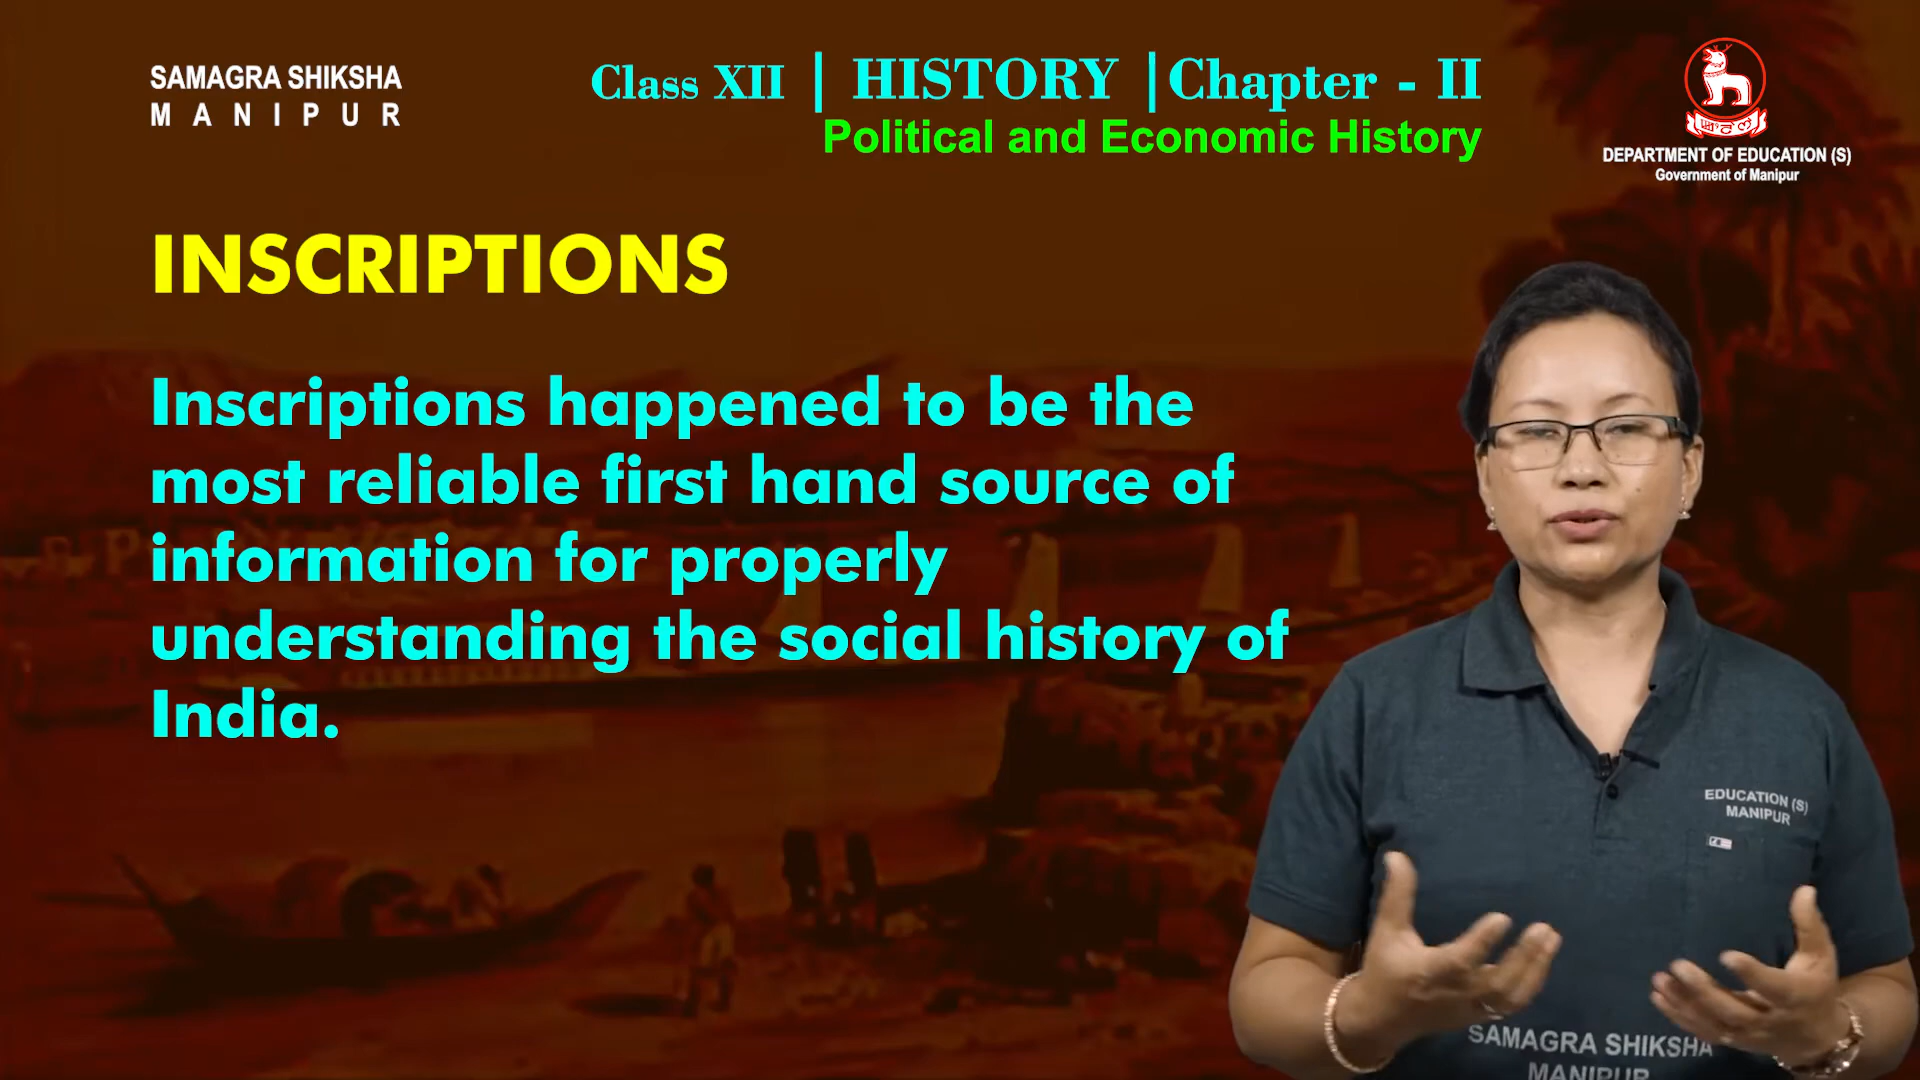 SAMAGRA SHIKSHA
MANIPUR
Class XII | HISTORY | Chapter - II
Political and Economic History
DEPARTMENT OF EDUCATION (S)
Government of Manipur
INSCRIPTIONS
Inscriptions happened to be the
most reliable first hand source of
information for properly
understanding the social history of
India.
EDUCATION (S)
MANIPUR
SAMAGRA SHIKSHA
MANIPUR